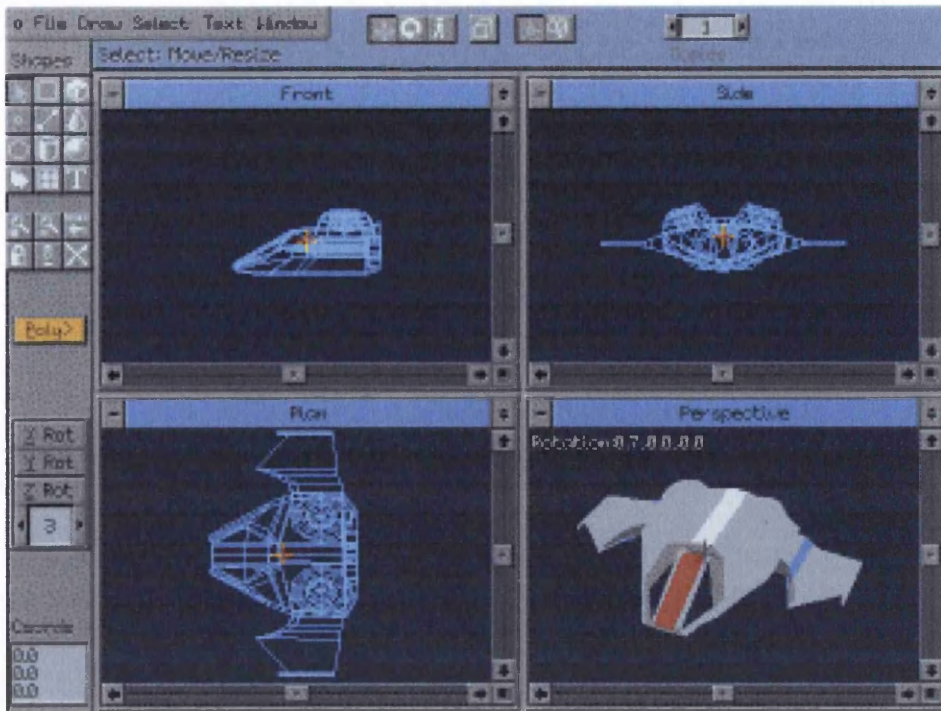 o File Draw Select Text Window
1
Shapes
Select: Move/Resize
Front
Side
T
Poly>
Plan
Perspective
X Rot
Y Rot
Z Rot
3
Coords
0.0
0.0
0.0